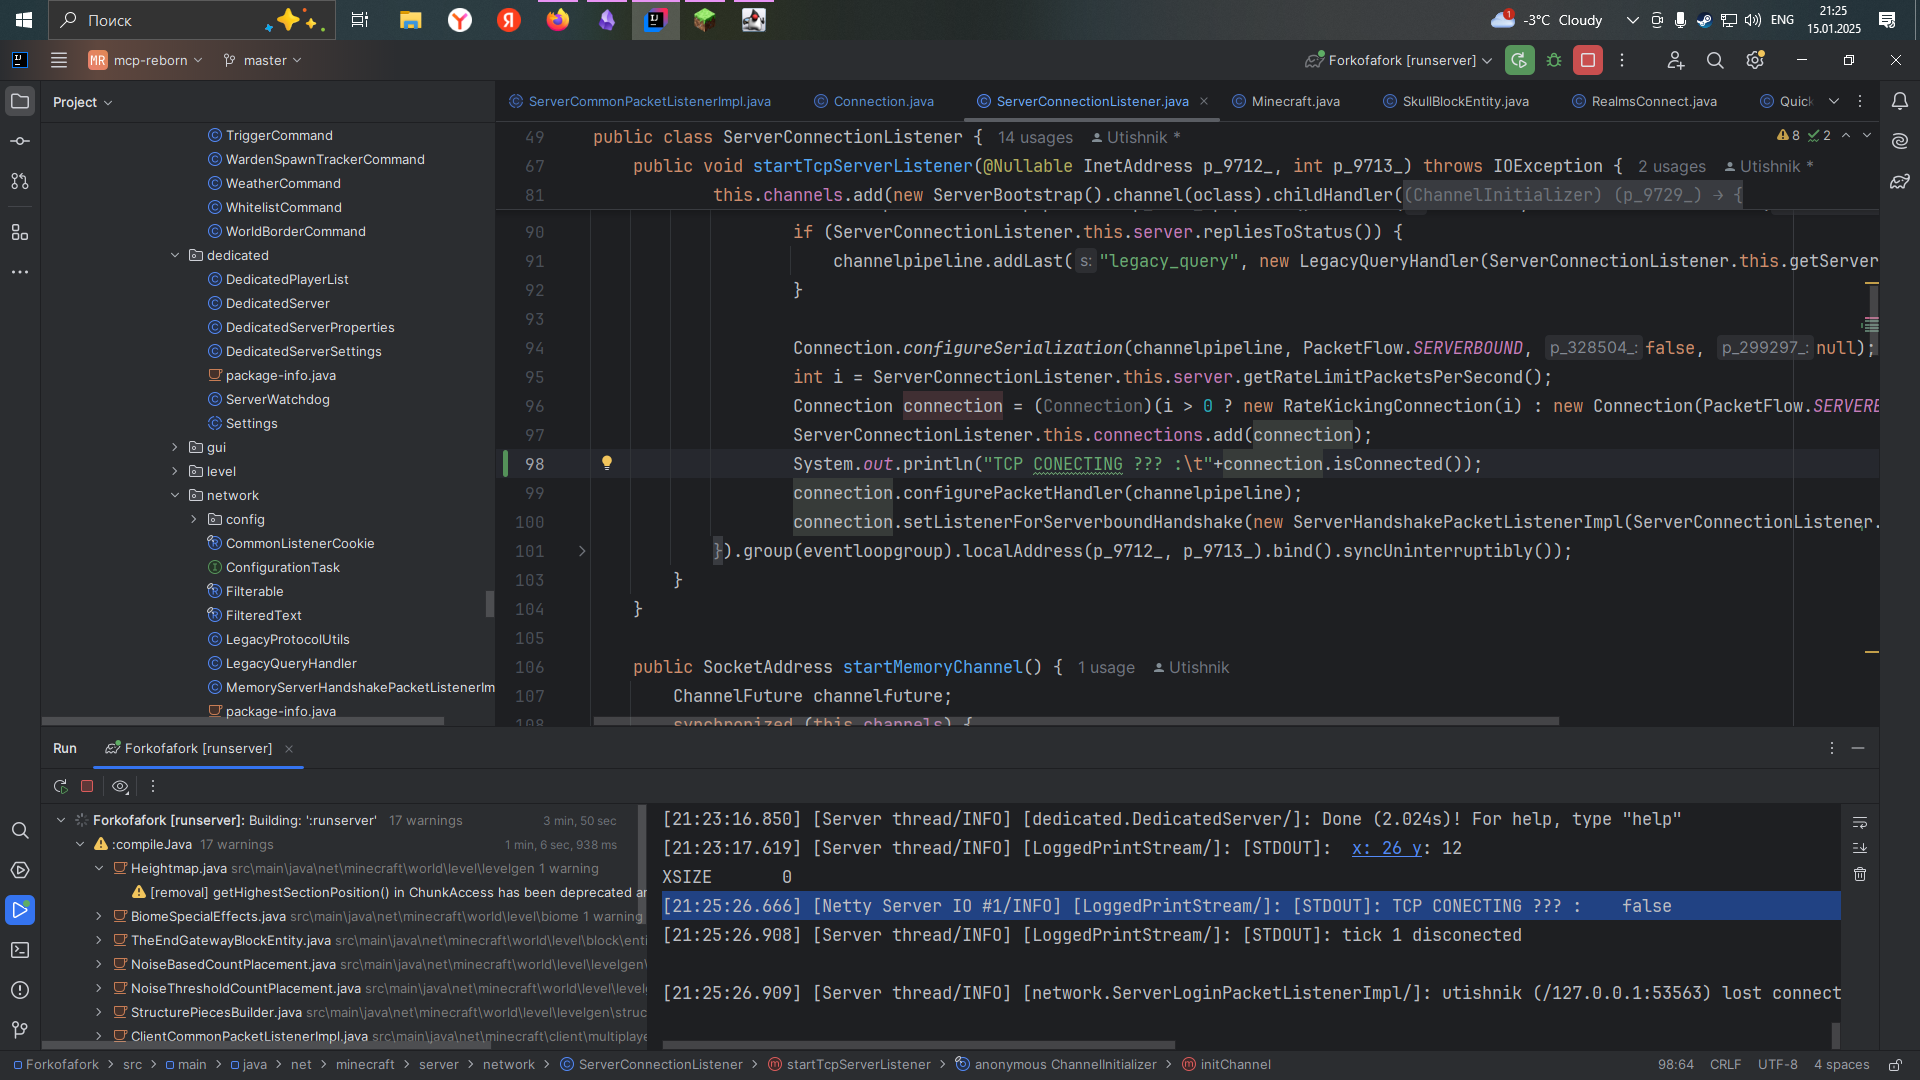 Поиск
1
-3°C Cloudy
ENG
21:25
15.01.2025
MR mcp-reborn
master
Forkofafork [runserver]
Project
ServerCommonPacketListenerImpl.java
Connection.java
ServerConnectionListener.java
Minecraft.java
SkullBlockEntity.java
RealmsConnect.java
Quick
TriggerCommand
WardenSpawnTrackerCommand
WeatherCommand
WhitelistCommand
WorldBorderCommand
dedicated
DedicatedPlayerList
DedicatedServer
DedicatedServerProperties
DedicatedServerSettings
package-info.java
ServerWatchdog
Settings
gui
level
network
config
CommonListenerCookie
ConfigurationTask
Filterable
FilteredText
LegacyProtocolUtils
LegacyQueryHandler
MemoryServerHandshakePacketListenerIm
package-info.java
8 2
49 public class ServerConnectionListener { 14 usages Utishnik *
67 public void startTcpServerListener(@Nullable InetAddress p_9712_, int p_9713_) throws IOException { 2 usages Utishnik *
81 this.channels.add(new ServerBootstrap().channel(oclass).childHandler((ChannelInitializer) (p_9729_) → {
90 if (ServerConnectionListener.this.server.repliesToStatus()) {
91 channelpipeline.addLast( s: "legacy_query", new LegacyQueryHandler(ServerConnectionListener.this.getServer
92 }
93
94 Connection.configureSerialization(channelpipeline, PacketFlow.SERVERBOUND, p_328504_: false, p_299297_: null);
95 int i = ServerConnectionListener.this.server.getRateLimitPacketsPerSecond();
96 Connection connection = (Connection)(i > 0 ? new RateKickingConnection(i) : new Connection(PacketFlow.SERVERB
97 ServerConnectionListener.this.connections.add(connection);
98 System.out.println("TCP CONECTING ??? :\t"+connection.isConnected());
99 connection.configurePacketHandler(channelpipeline);
100 connection.setListenerForServerboundHandshake(new ServerHandshakePacketListenerImpl(ServerConnectionListener.
101 }).group(eventloopgroup).localAddress(p_9712_, p_9713_).bind().syncUninterruptibly());
103 }
104 }
105
106 public SocketAddress startMemoryChannel() { 1 usage Utishnik
107 ChannelFuture channelfuture;
108 synchronized (this.channels) {
Run
Forkofafork [runserver]
Forkofafork [runserver]: Building: ':runserver' 17 warnings 3 min, 50 sec
:compileJava 17 warnings 1 min, 6 sec, 938 ms
Heightmap.java src\main\java\net\minecraft\world\level\levelgen 1 warning
[removal] getHighestSectionPosition() in ChunkAccess has been deprecated an
BiomeSpecialEffects.java src\main\java\net\minecraft\world\level\biome 1 warning
TheEndGatewayBlockEntity.java src\main\java\net\minecraft\world\level\block\enti
NoiseBasedCountPlacement.java src\main\java\net\minecraft\world\level\levelgen\
NoiseThresholdCountPlacement.java src\main\java\net\minecraft\world\level\level
StructurePiecesBuilder.java src\main\java\net\minecraft\world\level\levelgen\struc
ClientCommonPacketListenerImpl.java src\main\java\net\minecraft\client\multiplaye
[21:23:16.850] [Server thread/INFO] [dedicated.DedicatedServer/]: Done (2.024s)! For help, type "help"
[21:23:17.619] [Server thread/INFO] [LoggedPrintStream/]: [STDOUT]: x: 26 y: 12
XSIZE 0
[21:25:26.666] [Netty Server IO #1/INFO] [LoggedPrintStream/]: [STDOUT]: TCP CONECTING ??? : false
[21:25:26.908] [Server thread/INFO] [LoggedPrintStream/]: [STDOUT]: tick 1 disconected
[21:25:26.909] [Server thread/INFO] [network.ServerLoginPacketListenerImpl/]: utishnik (/127.0.0.1:53563) lost connect
Forkofafork > src > main > java > net > minecraft > server > network > ServerConnectionListener > startTcpServerListener > anonymous ChannelInitializer > initChannel
98:64 CRLF UTF-8 4 spaces